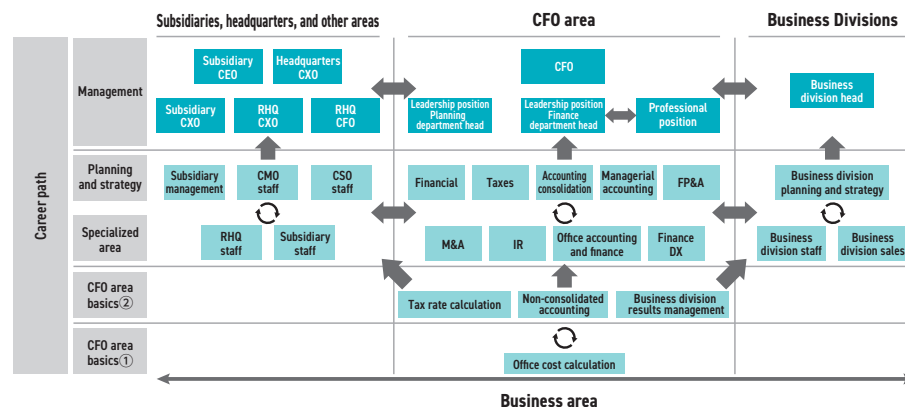 Subsidiaries, headquarters, and other areas
CFO area
Business Divisions
Career path
Management
Subsidiary
CEO
Headquarters
CXO
CFO
Business
division head
Subsidiary
CXO
RHQ
CXO
RHQ
CFO
Leadership position
Planning
department head
Leadership position
Finance
department head
Professional
position
Planning
and strategy
Subsidiary
management
CMO
staff
CSO
staff
Financial
Taxes
Accounting
consolidation
Managerial
accounting
FP&A
Business division
planning and strategy
Specialized
area
RHQ
staff
Subsidiary
staff
M&A
IR
Office accounting
and finance
Finance
DX
Business
division staff
Business
division sales
CFO area
basics②
Tax rate calculation
Non-consolidated
accounting
Business division
results management
CFO area
basics①
Office cost calculation
Business area